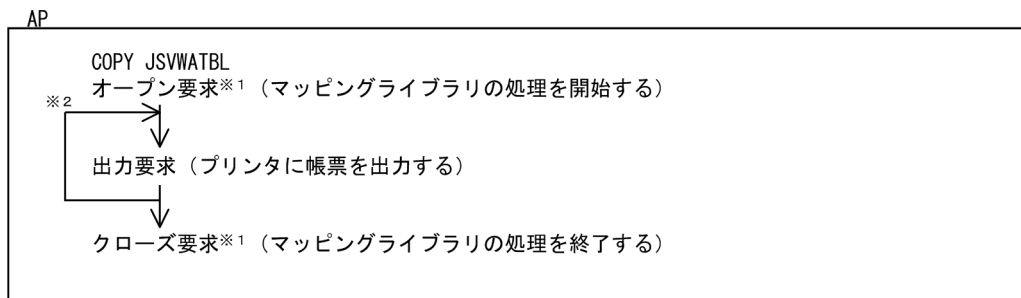 AP
COPY JSVWATBL
オープン要求※1（マッピングライブラリの処理を開始する）
※2
出力要求（プリンタに帳票を出力する）
クローズ要求※1（マッピングライブラリの処理を終了する）